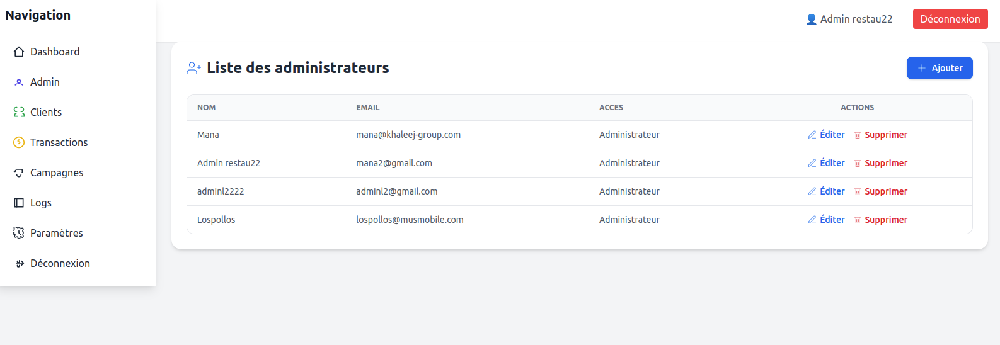 Navigation
Dashboard
Admin
Clients
Transactions
Campagnes
Logs
Paramètres
Déconnexion
Admin restau22 Déconnexion
Liste des administrateurs
Ajouter
NOM EMAIL ACCES ACTIONS
Mana mana@khaleej-group.com Administrateur Éditer Supprimer
Admin restau22 mana2@gmail.com Administrateur Éditer Supprimer
adminl2222 adminl2@gmail.com Administrateur Éditer Supprimer
Lospollos lospollos@musmobile.com Administrateur Éditer Supprimer